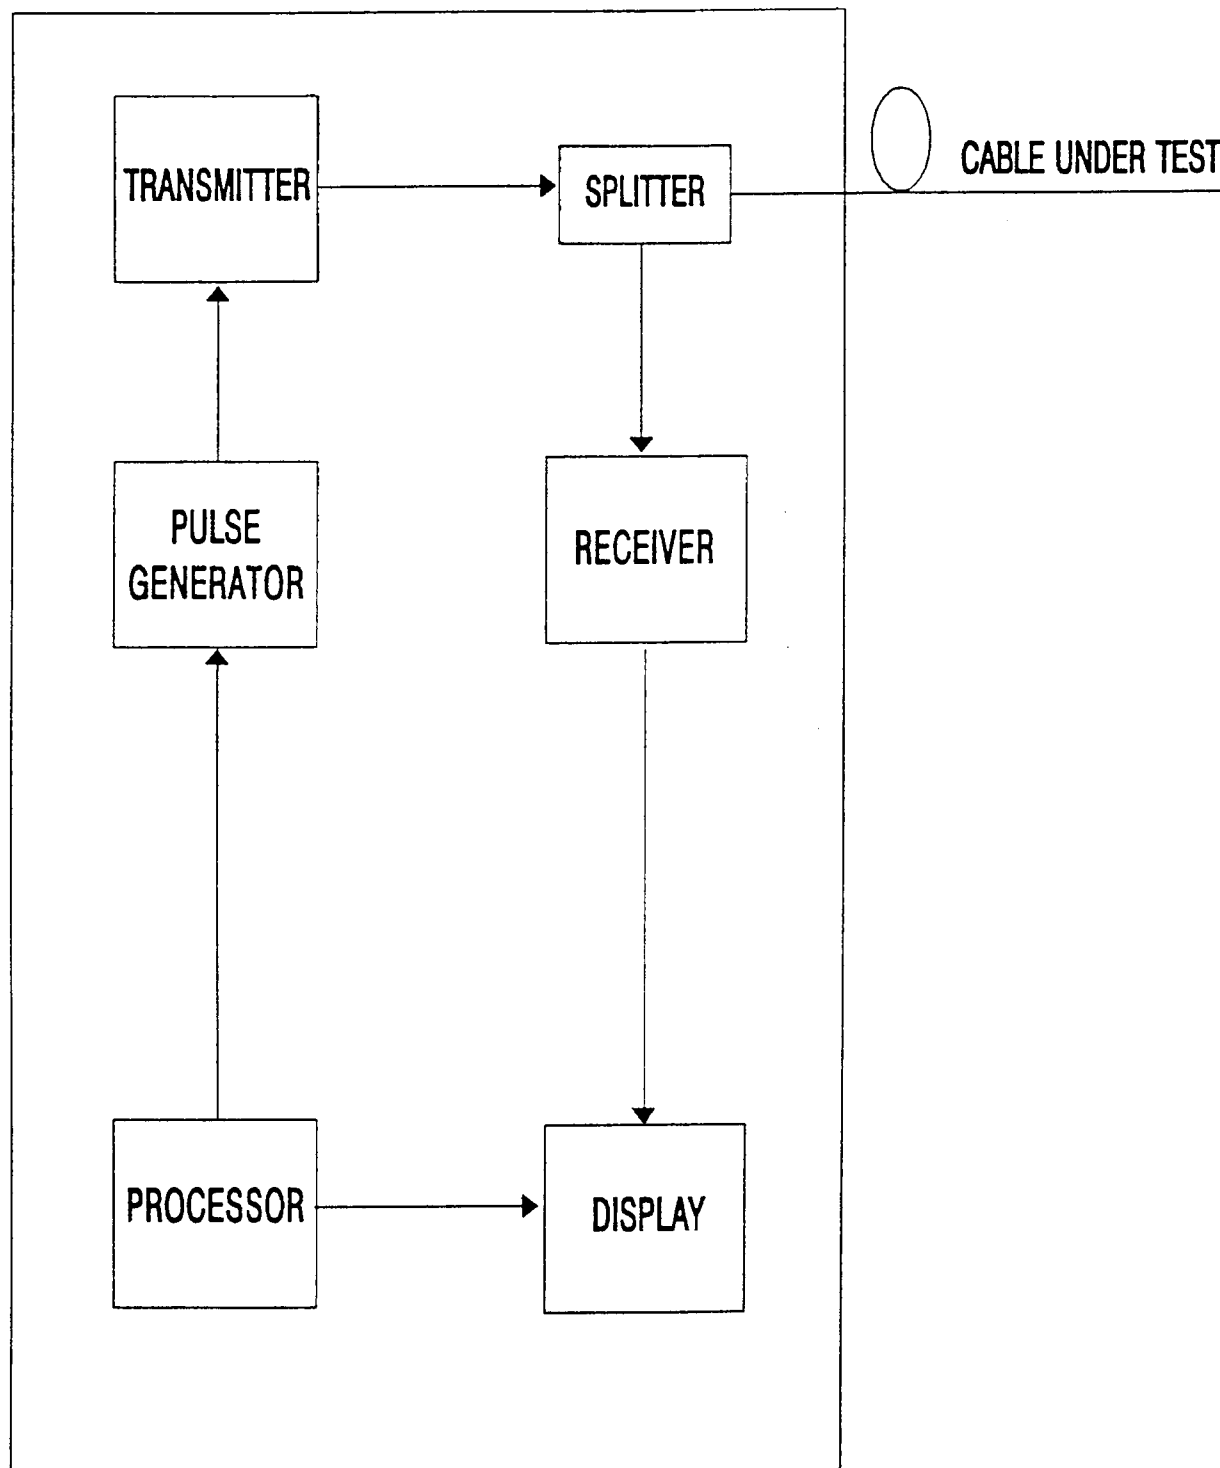 TRANSMITTER
SPLITTER
CABLE UNDER TEST
PULSE
GENERATOR
RECEIVER
PROCESSOR
DISPLAY